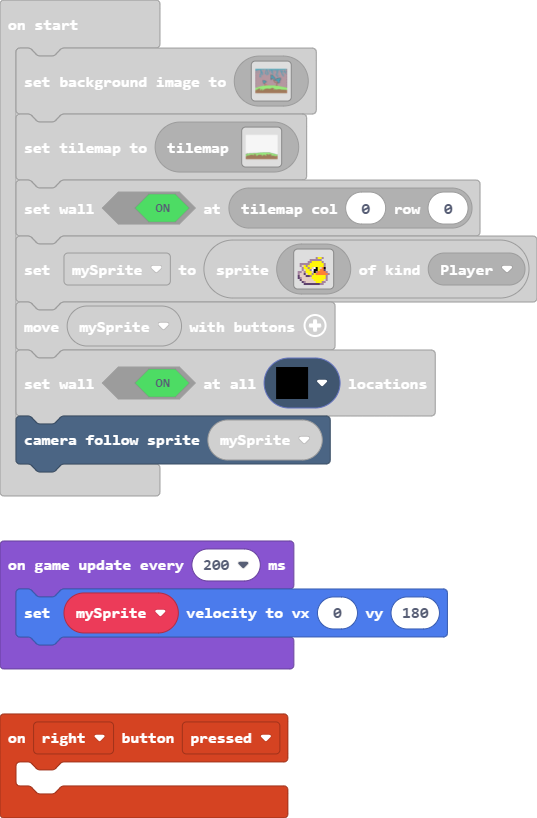 on start
set background image to
set tilemap to tilemap
set wall ON at tilemap col 0 row 0
set mySprite to sprite of kind Player
move mySprite with buttons
set wall ON at all locations
camera follow sprite mySprite
on game update every 200 ms
set mySprite velocity to vx 0 vy 180
on right button pressed